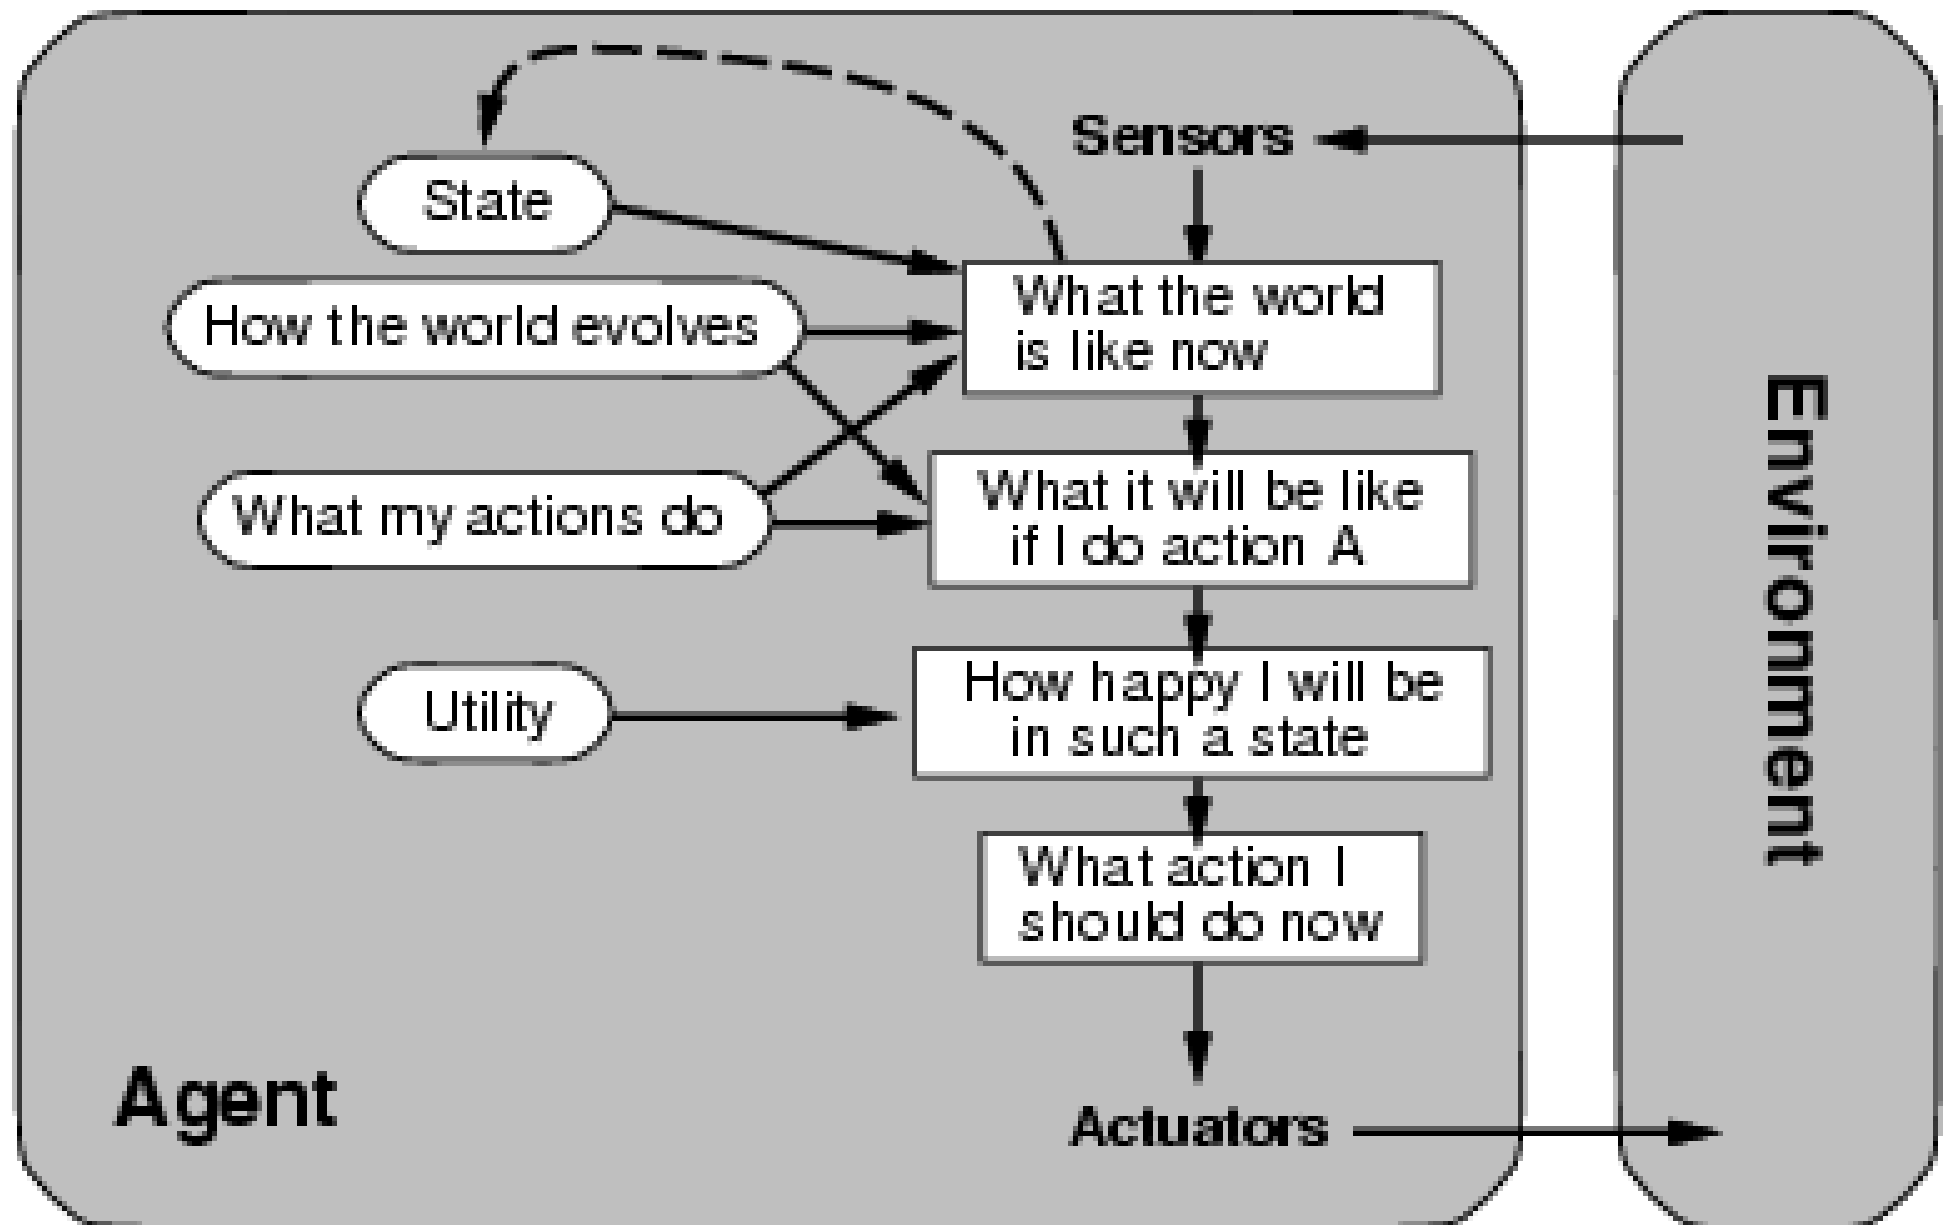 Sensors
State
What the world
is like now
How the world evolves
What it will be like
if I do action A
What my actions do
How happy I will be
in such a state
Utility
What action I
should do now
Agent
Actuators
Environment